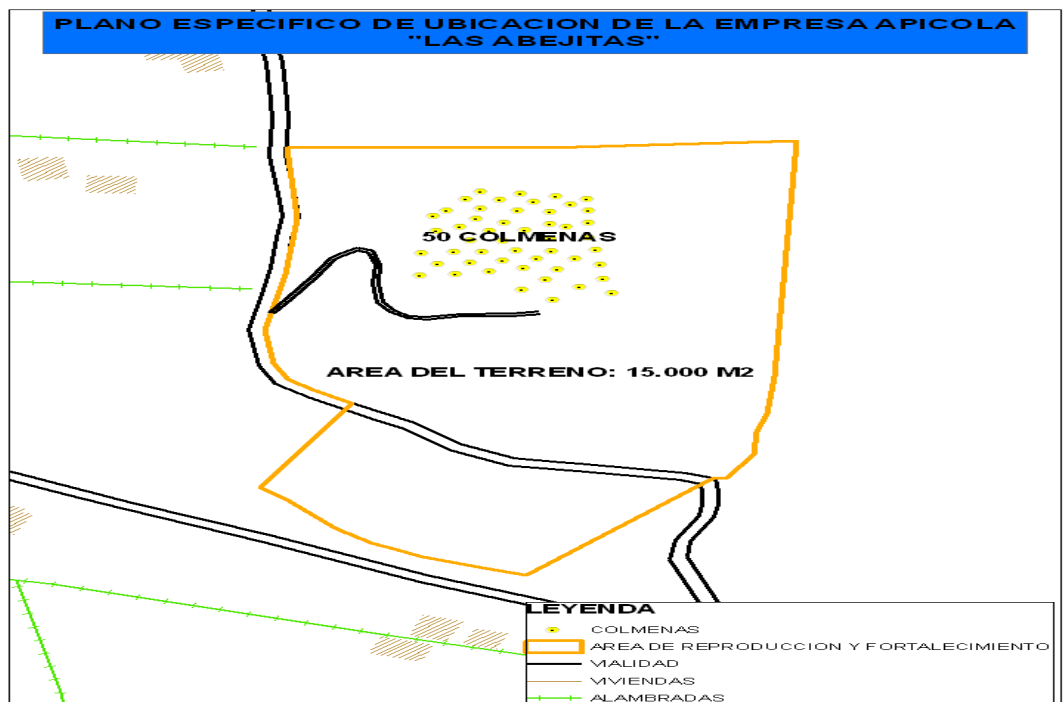 PLANO ESPECIFICO DE UBICACION DE LA EMPRESA APICOLA
"LAS ABEJITAS"
50 COLMENAS
AREA DEL TERRENO: 15.000 M2
LEYENDA
COLMENAS
AREA DE REPRODUCCION Y FORTALECIMIENTO
VIALIDAD
VIVIENDAS
ALAMBRADAS